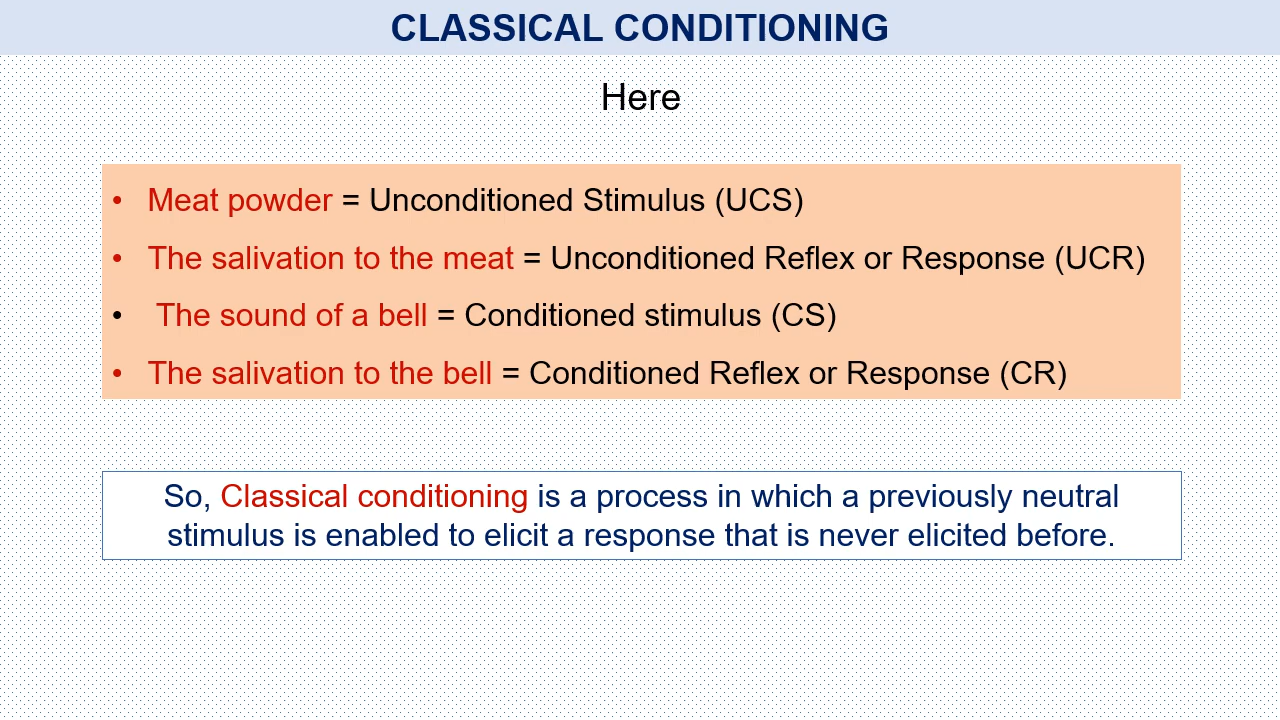 CLASSICAL CONDITIONING
Here
• Meat powder = Unconditioned Stimulus (UCS)
• The salivation to the meat = Unconditioned Reflex or Response (UCR)
• The sound of a bell = Conditioned stimulus (CS)
• The salivation to the bell = Conditioned Reflex or Response (CR)
So, Classical conditioning is a process in which a previously neutral
stimulus is enabled to elicit a response that is never elicited before.